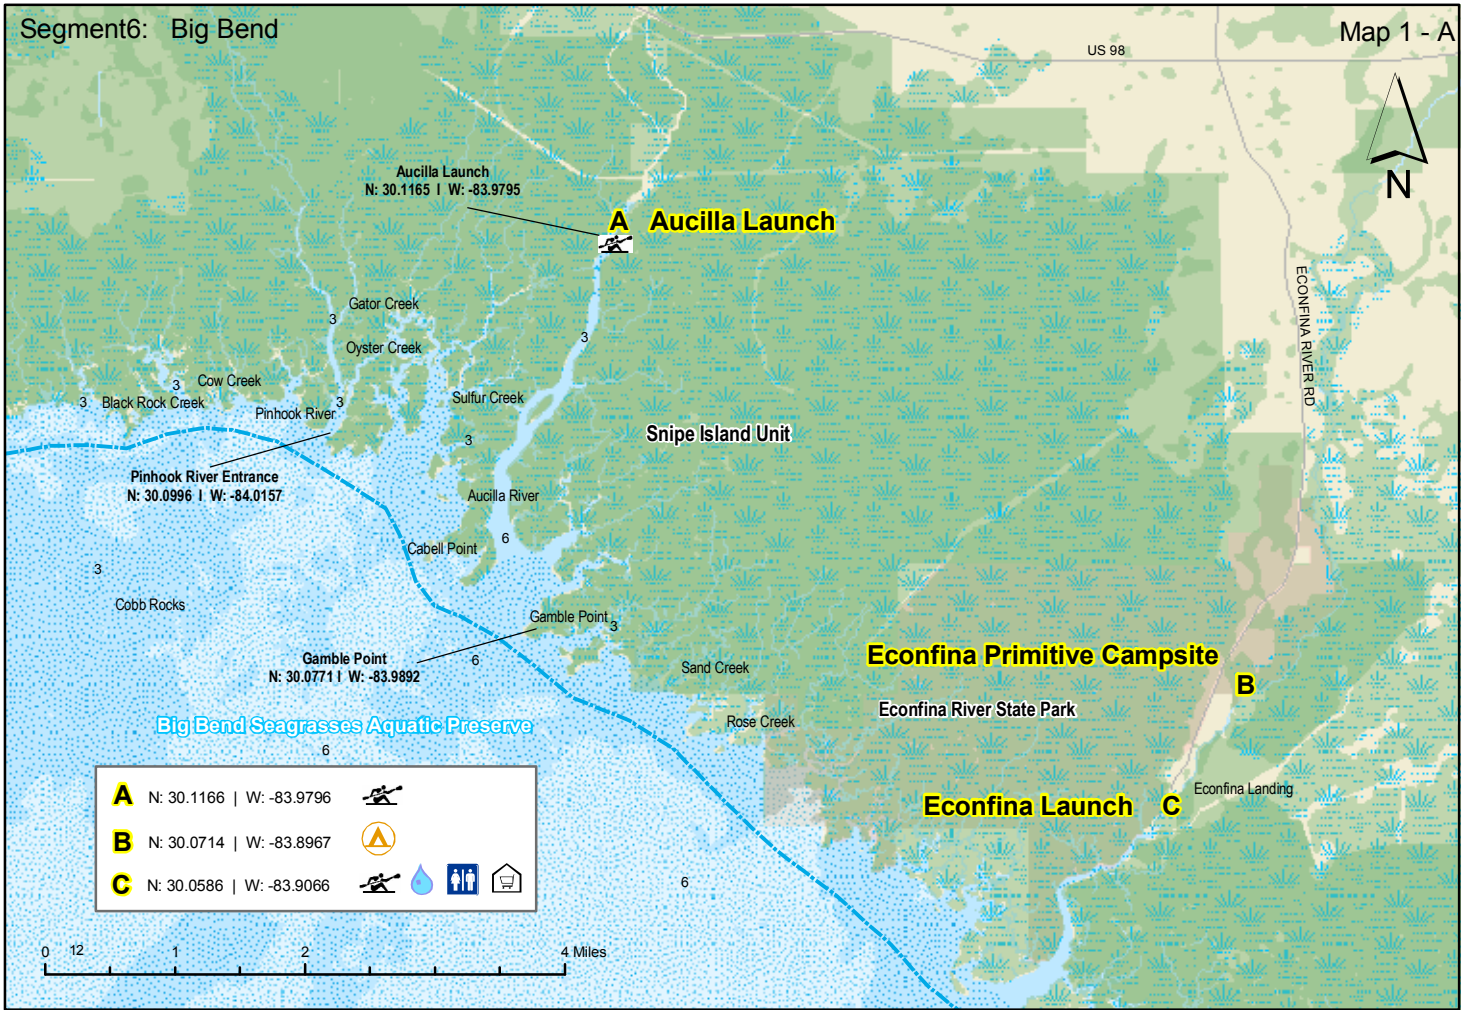 Segment6: Big Bend
Map 1 - A
US 98
N
Aucilla Launch
N: 30.1165 I W: -83.9795
A Aucilla Launch
ECONFINA RIVER RD
Gator Creek
3
3
Oyster Creek
3
Cow Creek
Sulfur Creek
3
Black Rock Creek
3
Pinhook River
3
Snipe Island Unit
Pinhook River Entrance
N: 30.0996 I W: -84.0157
Aucilla River
6
Cabell Point
3
Cobb Rocks
Gamble Point
3
Gamble Point
N: 30.0771 I W: -83.9892
6
Econfina Primitive Campsite
B
Sand Creek
Econfina River State Park
Rose Creek
Big Bend Seagrasses Aquatic Preserve
6
Econfina Landing
Econfina Launch C
A N: 30.1166 | W: -83.9796
B N: 30.0714 | W: -83.8967
C N: 30.0586 | W: -83.9066
6
12
0 1 2 4 Miles